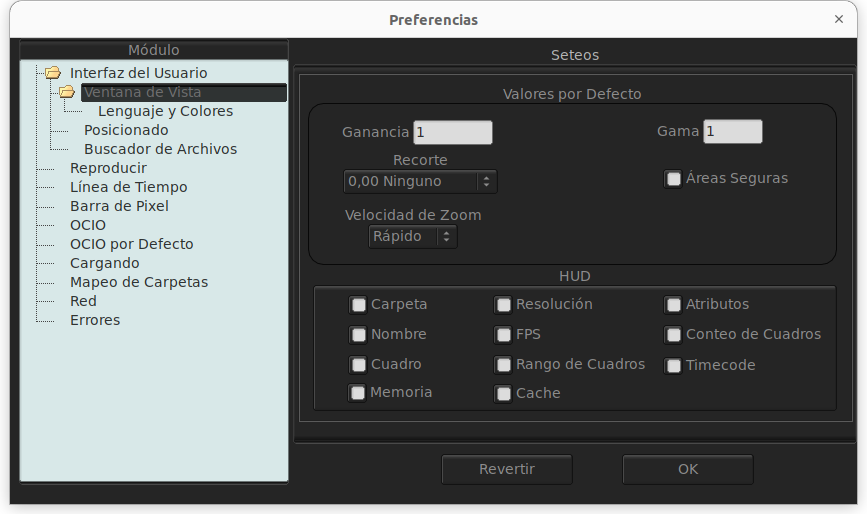 Preferencias
Módulo
Interfaz del Usuario
Ventana de Vista
Lenguaje y Colores
Posicionado
Buscador de Archivos
Reproducir
Línea de Tiempo
Barra de Pixel
OCIO
OCIO por Defecto
Cargando
Mapeo de Carpetas
Red
Errores
Seteos
Valores por Defecto
Ganancia 1 Gama 1
Recorte
0,00 Ninguno Áreas Seguras
Velocidad de Zoom
Rápido
HUD
Carpeta Resolución Atributos
Nombre FPS Conteo de Cuadros
Cuadro Rango de Cuadros Timecode
Memoria Cache
Revertir OK